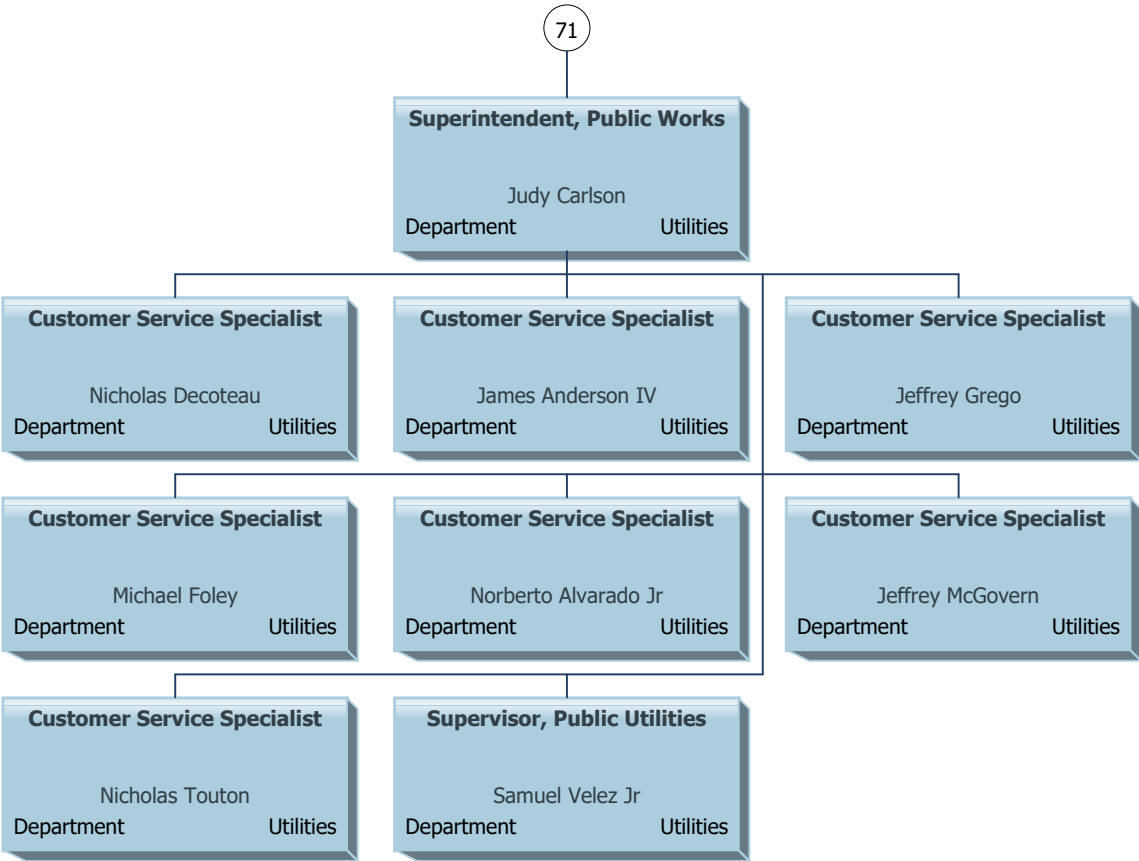 71
Superintendent, Public Works
Judy Carlson
Department Utilities
Customer Service Specialist
Nicholas Decoteau
Department Utilities
Customer Service Specialist
James Anderson IV
Department Utilities
Customer Service Specialist
Jeffrey Grego
Department Utilities
Customer Service Specialist
Michael Foley
Department Utilities
Customer Service Specialist
Norberto Alvarado Jr
Department Utilities
Customer Service Specialist
Jeffrey McGovern
Department Utilities
Customer Service Specialist
Nicholas Touton
Department Utilities
Supervisor, Public Utilities
Samuel Velez Jr
Department Utilities